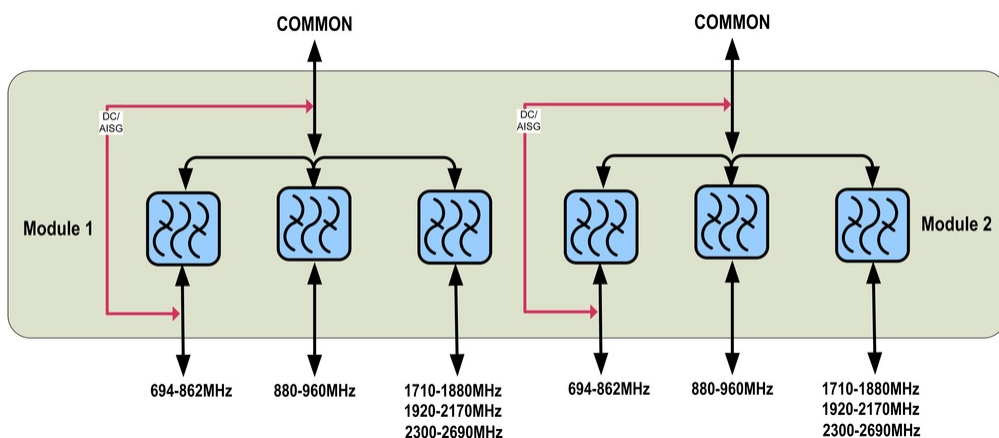 COMMON
COMMON
DC/
AISG
DC/
AISG
Module 1
Module 2
694-862MHz
880-960MHz
1710-1880MHz
1920-2170MHz
2300-2690MHz
694-862MHz
880-960MHz
1710-1880MHz
1920-2170MHz
2300-2690MHz